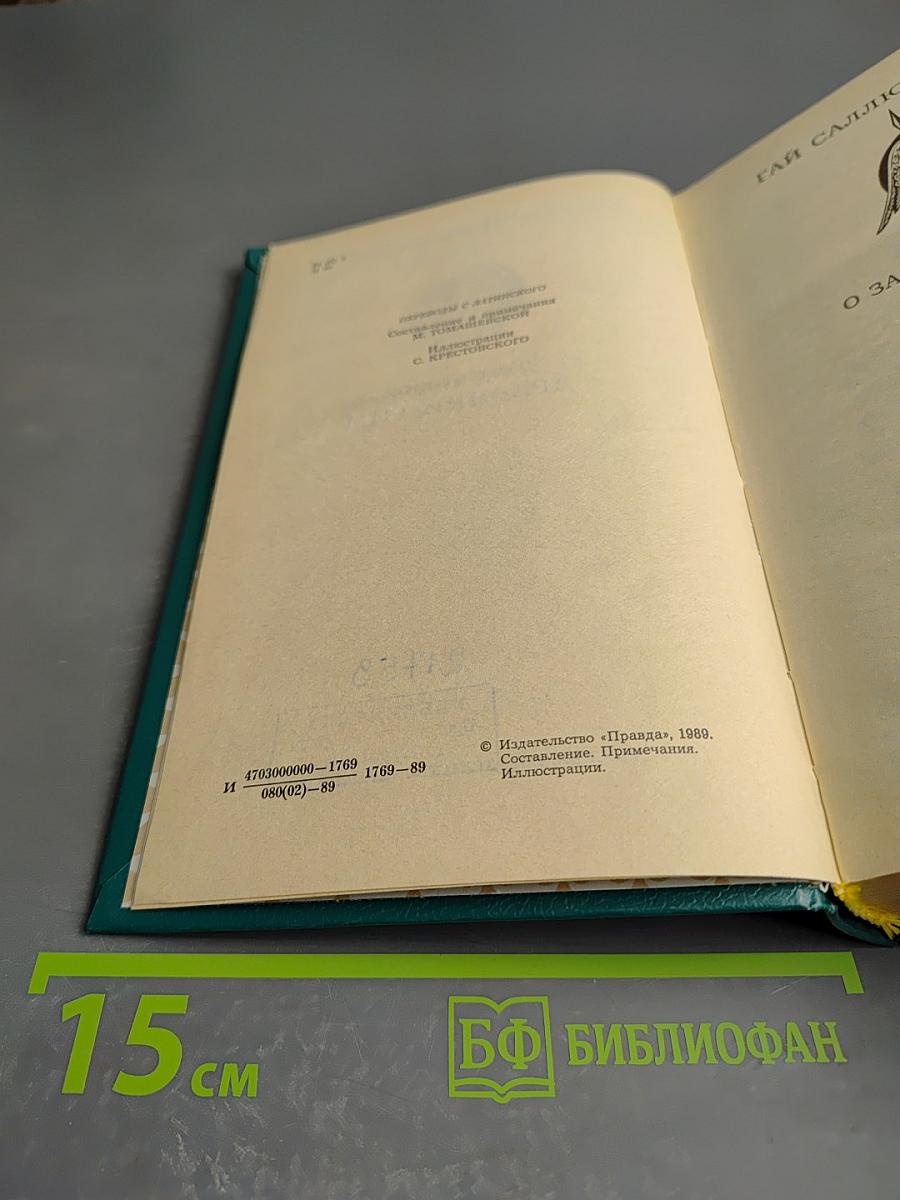 ПЕРЕВОДЫ С ЛАТИНСКОГО
Составление и примечания
М. ТОМАШЕВСКОЙ
Иллюстрации
С. КРЕСТОВСКОГО
И 4703000000—1769
080(02)—89
1769—89
© Издательство «Правда», 1989.
Составление. Примечания.
Иллюстрации.
ГАЙ САЛЛЮ
О ЗА
15 см
БФ БИБЛИОФАН